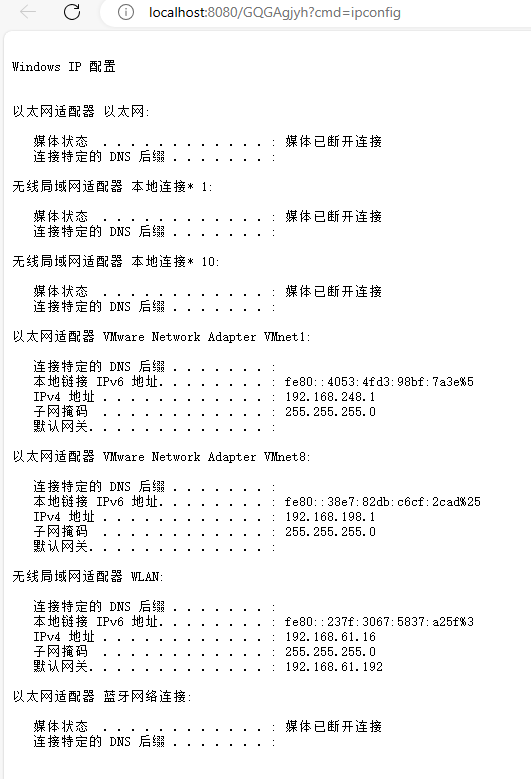 localhost:8080/GQGAgjyh?cmd=ipconfig
Windows IP 配置
以太网适配器 以太网:
媒体状态 . . . . . . . . . . . . : 媒体已断开连接
连接特定的 DNS 后缀 . . . . . . . :
无线局域网适配器 本地连接* 1:
媒体状态 . . . . . . . . . . . . : 媒体已断开连接
连接特定的 DNS 后缀 . . . . . . . :
无线局域网适配器 本地连接* 10:
媒体状态 . . . . . . . . . . . . : 媒体已断开连接
连接特定的 DNS 后缀 . . . . . . . :
以太网适配器 VMware Network Adapter VMnet1:
连接特定的 DNS 后缀 . . . . . . . :
本地链接 IPv6 地址. . . . . . . . : fe80::4053:4fd3:98bf:7a3e%5
IPv4 地址 . . . . . . . . . . . . : 192.168.248.1
子网掩码 . . . . . . . . . . . . : 255.255.255.0
默认网关. . . . . . . . . . . . . :
以太网适配器 VMware Network Adapter VMnet8:
连接特定的 DNS 后缀 . . . . . . . :
本地链接 IPv6 地址. . . . . . . . : fe80::38e7:82db:c6cf:2cad%25
IPv4 地址 . . . . . . . . . . . . : 192.168.198.1
子网掩码 . . . . . . . . . . . . : 255.255.255.0
默认网关. . . . . . . . . . . . . :
无线局域网适配器 WLAN:
连接特定的 DNS 后缀 . . . . . . . :
本地链接 IPv6 地址. . . . . . . . : fe80::237f:3067:5837:a25f%3
IPv4 地址 . . . . . . . . . . . . : 192.168.61.16
子网掩码 . . . . . . . . . . . . : 255.255.255.0
默认网关. . . . . . . . . . . . . : 192.168.61.192
以太网适配器 蓝牙网络连接:
媒体状态 . . . . . . . . . . . . : 媒体已断开连接
连接特定的 DNS 后缀 . . . . . . . :